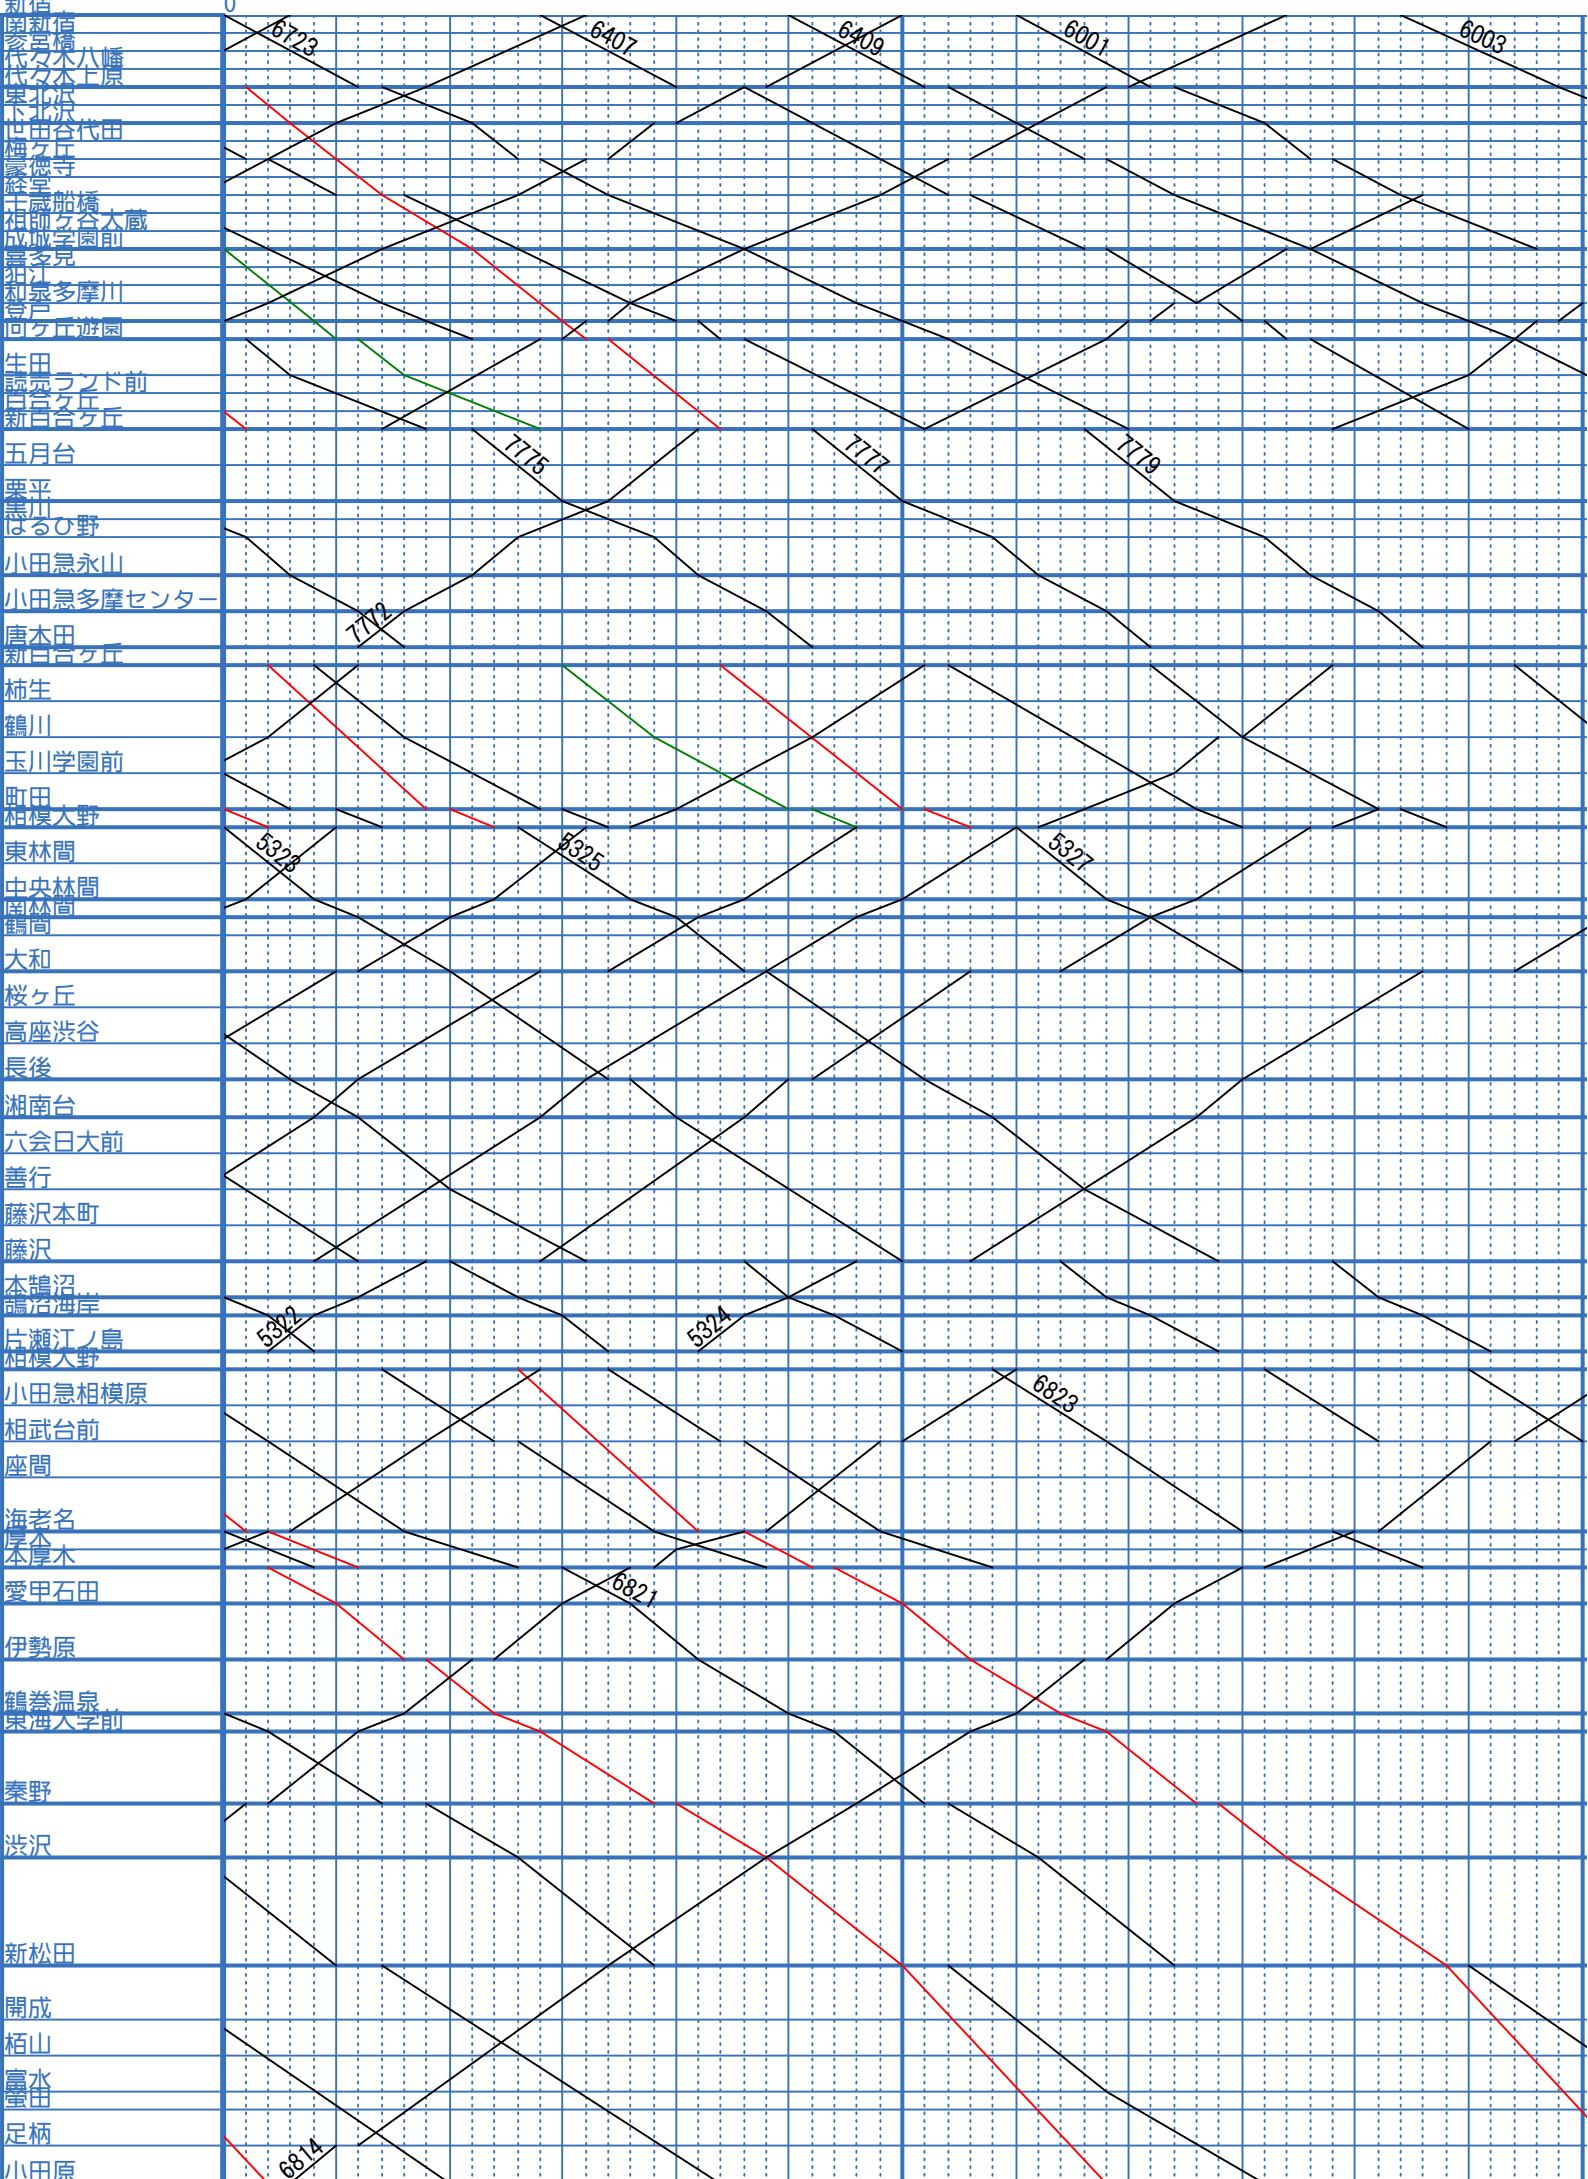 新宿 0
南新宿
参宮橋
代々木八幡
代々木上原
東北沢
下北沢
世田谷代田
梅ヶ丘
豪徳寺
経堂
千歳船橋
祖師ヶ谷大蔵
成城学園前
喜多見
狛江
和泉多摩川
登戸
向ヶ丘遊園
生田
読売ランド前
百合ヶ丘
新百合ヶ丘
五月台
栗平
黒川
はるひ野
小田急永山
小田急多摩センター
唐木田
新百合ヶ丘
柿生
鶴川
玉川学園前
町田
相模大野
東林間
中央林間
南林間
鶴間
大和
桜ヶ丘
高座渋谷
長後
湘南台
六会日大前
善行
藤沢本町
藤沢
本鵠沼
鵠沼海岸
片瀬江ノ島
相模大野
小田急相模原
相武台前
座間
海老名
厚木
本厚木
愛甲石田
伊勢原
鶴巻温泉
東海大学前
秦野
渋沢
新松田
開成
栢山
富水
螢田
足柄
小田原
6723
6407
6409
6001
6003
7775
7777
7779
7772
5323
5325
5327
5322
5324
6823
6821
6814